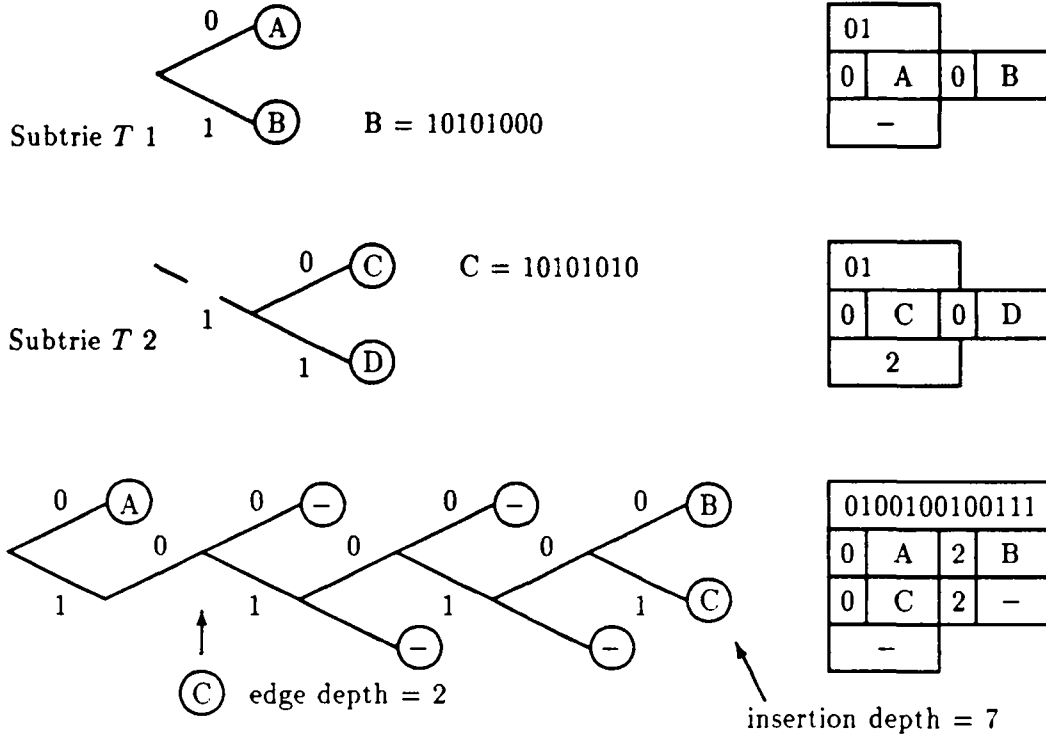 0 A
01
0 A 0 B
–
Subtrie T 1
1 B
B = 10101000
0 C
C = 10101010
01
0 C 0 D
2
Subtrie T 2
1
1 D
0 A 0 – 0 – 0 B
0 0 0
1 1 1 1 C
– –
0100100100111
0 A 2 B
0 C 2 –
–
C edge depth = 2
insertion depth = 7